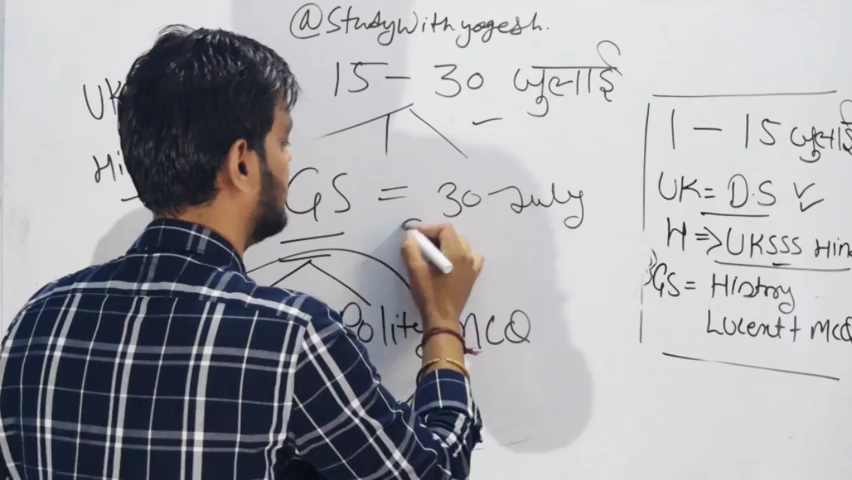 @Studywithyogesh.
15 - 30 जुलाई
UK
Hi
GS = 30 July
Polity MCQ
1 - 15 जुलाई
UK = D.S ✓
H => UKSSS Hin
GS = History
Lucent + MCQ